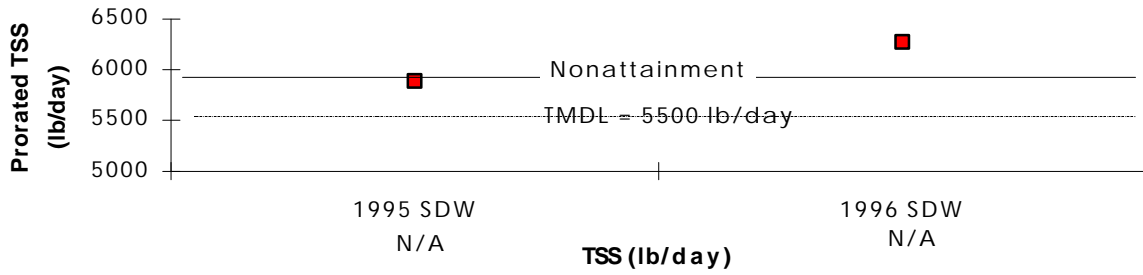 Prorated TSS
(lb/day)
6500
6000
5500
5000
Nonattainment
TMDL = 5500 lb/day
1995 SDW
N/A
1996 SDW
N/A
TSS (lb/day)